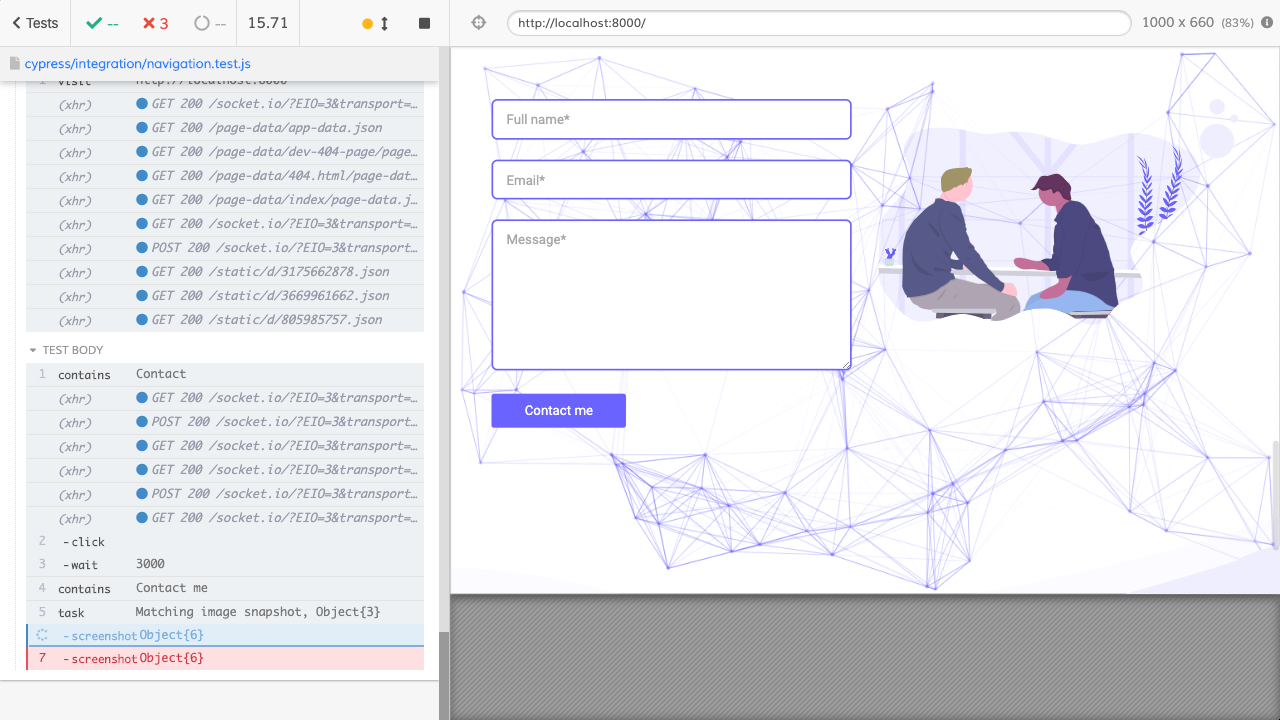 Tests
--
3
--
15.71
http://localhost:8000/
1000 x 660 (83%)
cypress/integration/navigation.test.js
1 visit http://localhost:8000
(xhr) GET 200 /socket.io/?EIO=3&transport=…
(xhr) GET 200 /page-data/app-data.json
(xhr) GET 200 /page-data/dev-404-page/page…
(xhr) GET 200 /page-data/404.html/page-dat…
(xhr) GET 200 /page-data/index/page-data.j…
(xhr) GET 200 /socket.io/?EIO=3&transport=…
(xhr) POST 200 /socket.io/?EIO=3&transport…
(xhr) GET 200 /static/d/3175662878.json
(xhr) GET 200 /static/d/3669961662.json
(xhr) GET 200 /static/d/805985757.json
TEST BODY
1 contains Contact
(xhr) GET 200 /socket.io/?EIO=3&transport=…
(xhr) POST 200 /socket.io/?EIO=3&transport…
(xhr) GET 200 /socket.io/?EIO=3&transport=…
(xhr) GET 200 /socket.io/?EIO=3&transport=…
(xhr) POST 200 /socket.io/?EIO=3&transport…
(xhr) GET 200 /socket.io/?EIO=3&transport=…
2 -click
3 -wait 3000
4 contains Contact me
5 task Matching image snapshot, Object{3}
-screenshot Object{6}
7 -screenshot Object{6}
Full name*
Email*
Message*
Contact me